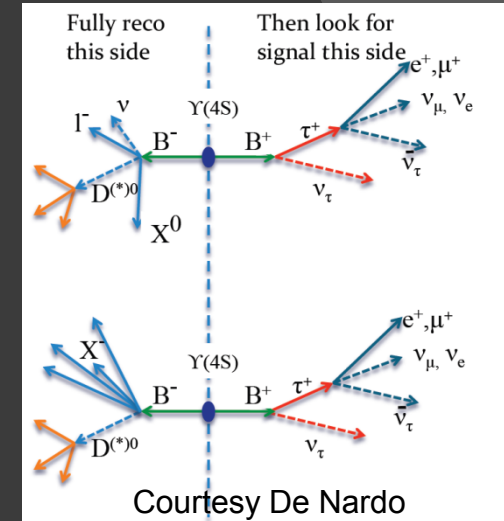 Fully reco
this side
Then look for
signal this side
e⁺,μ⁺
ν
ϒ(4S)
l⁻
ν_μ, ν_e
B⁻
B⁺
τ⁺
ν̄_τ
D⁽*⁾⁰
ν_τ
X⁰
e⁺,μ⁺
X⁻
ϒ(4S)
ν_μ, ν_e
B⁻
B⁺
τ⁺
ν̄_τ
D⁽*⁾⁰
ν_τ
Courtesy De Nardo